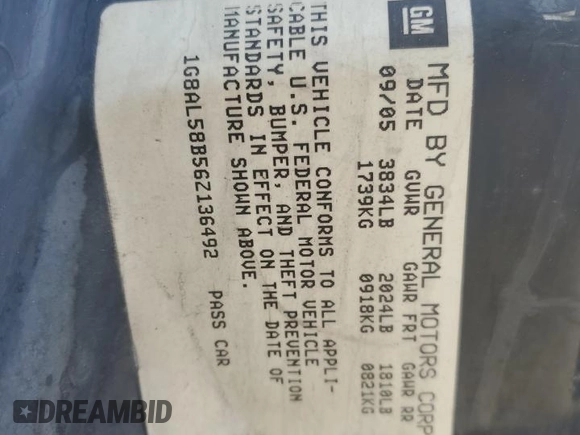 GM
MFD BY GENERAL MOTORS CORP
DATE GVWR GAWR FRT GAWR RR
09/05 3834LB 2024LB 1810LB
1739KG 0918KG 0821KG
THIS VEHICLE CONFORMS TO ALL APPLI-
CABLE U.S. FEDERAL MOTOR VEHICLE
SAFETY, BUMPER, AND THEFT PREVENTION
STANDARDS IN EFFECT ON THE DATE OF
MANUFACTURE SHOWN ABOVE.
1G8AL58B56Z136492 PASS CAR
DREAMBID